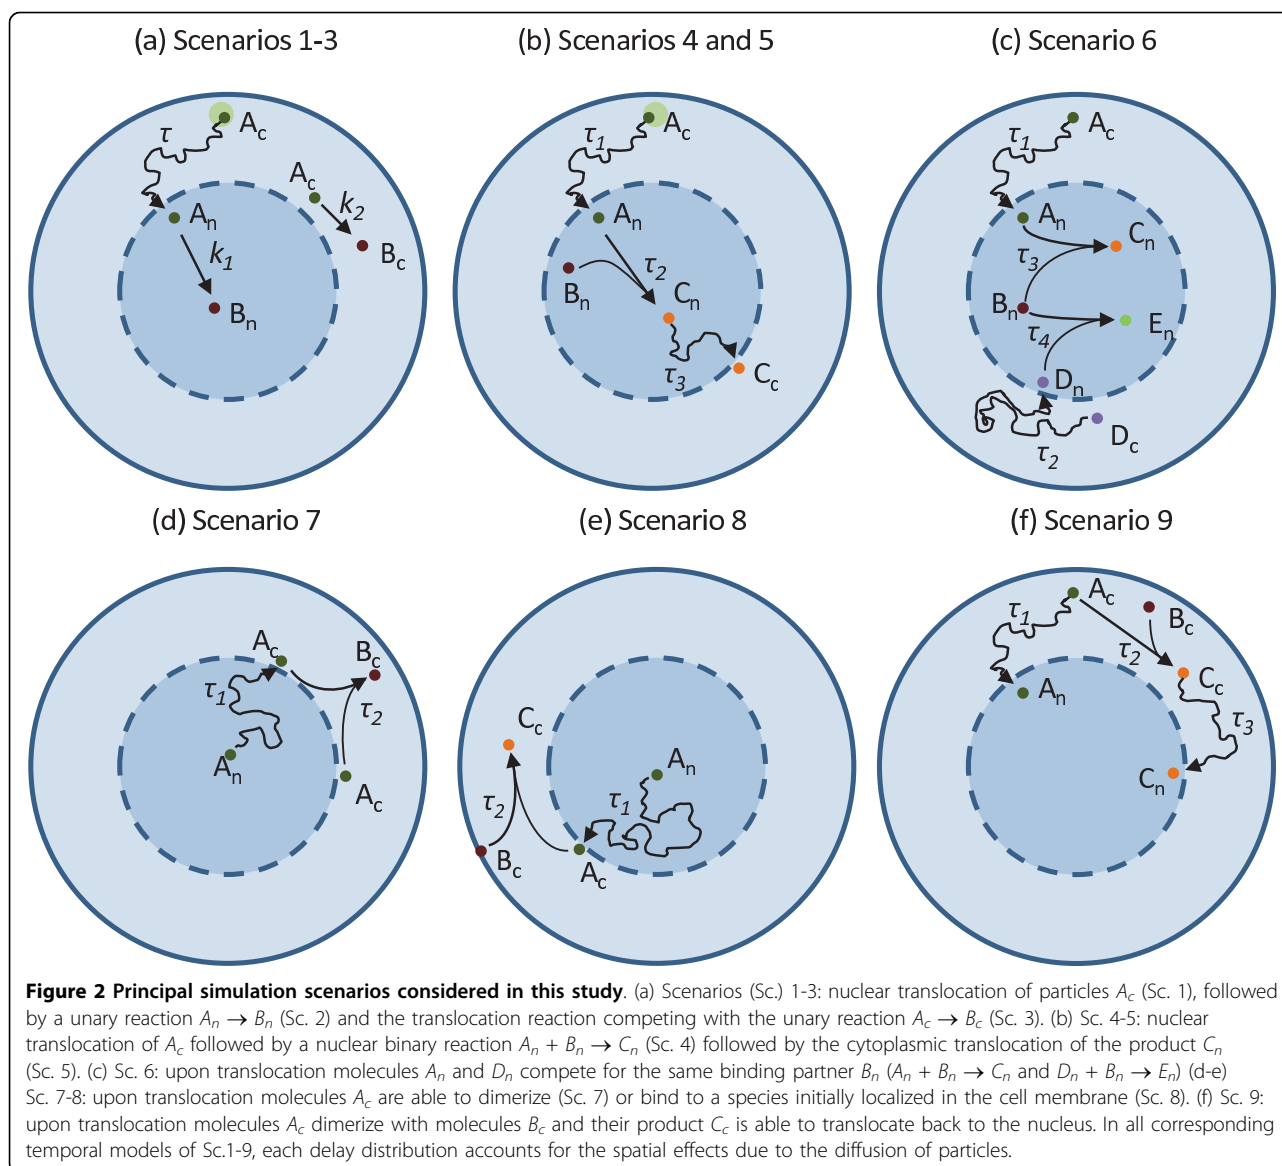 (a) Scenarios 1-3
(b) Scenarios 4 and 5
(c) Scenario 6
τ
A_c
A_c
k_2
B_c
A_n
k_1
B_n
τ_1
A_c
A_n
B_n
τ_2
C_n
τ_3
C_c
τ_1
A_c
A_n
C_n
τ_3
B_n
E_n
τ_4
D_n
D_c
τ_2
(d) Scenario 7
(e) Scenario 8
(f) Scenario 9
A_c
B_c
τ_1
τ_2
A_n
A_c
C_c
A_n
τ_1
τ_2
B_c
A_c
A_c
τ_1
B_c
τ_2
A_n
C_c
τ_3
C_n
Figure 2 Principal simulation scenarios considered in this study. (a) Scenarios (Sc.) 1-3: nuclear translocation of particles A_c (Sc. 1), followed
by a unary reaction A_n → B_n (Sc. 2) and the translocation reaction competing with the unary reaction A_c → B_c (Sc. 3). (b) Sc. 4-5: nuclear
translocation of A_c followed by a nuclear binary reaction A_n + B_n → C_n (Sc. 4) followed by the cytoplasmic translocation of the product C_n
(Sc. 5). (c) Sc. 6: upon translocation molecules A_n and D_n compete for the same binding partner B_n (A_n + B_n → C_n and D_n + B_n → E_n) (d-e)
Sc. 7-8: upon translocation molecules A_c are able to dimerize (Sc. 7) or bind to a species initially localized in the cell membrane (Sc. 8). (f) Sc. 9:
upon translocation molecules A_c dimerize with molecules B_c and their product C_c is able to translocate back to the nucleus. In all corresponding
temporal models of Sc.1-9, each delay distribution accounts for the spatial effects due to the diffusion of particles.